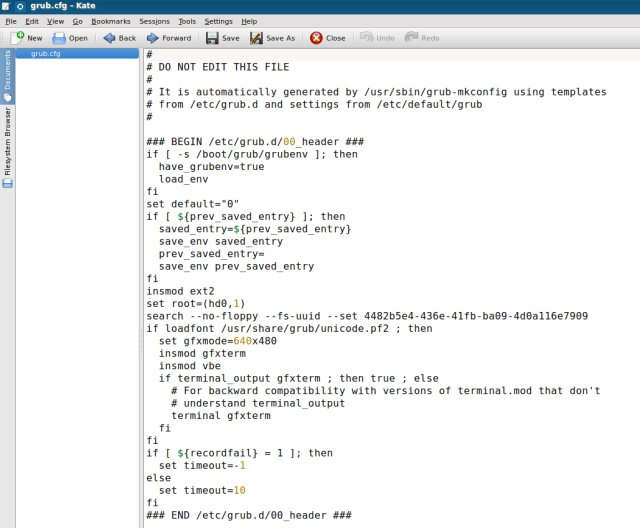 grub.cfg – Kate
File Edit View Go Bookmarks Sessions Tools Settings Help
New Open Back Forward Save Save As Close Undo Redo
Documents
Filesystem Browser
grub.cfg
#
# DO NOT EDIT THIS FILE
#
# It is automatically generated by /usr/sbin/grub-mkconfig using templates
# from /etc/grub.d and settings from /etc/default/grub
#
### BEGIN /etc/grub.d/00_header ###
if [ -s /boot/grub/grubenv ]; then
  have_grubenv=true
  load_env
fi
set default="0"
if [ ${prev_saved_entry} ]; then
  saved_entry=${prev_saved_entry}
  save_env saved_entry
  prev_saved_entry=
  save_env prev_saved_entry
fi
insmod ext2
set root=(hd0,1)
search --no-floppy --fs-uuid --set 4482b5e4-436e-41fb-ba09-4d0a116e7909
if loadfont /usr/share/grub/unicode.pf2 ; then
  set gfxmode=640x480
  insmod gfxterm
  insmod vbe
  if terminal_output gfxterm ; then true ; else
    # For backward compatibility with versions of terminal.mod that don't
    # understand terminal_output
    terminal gfxterm
  fi
fi
if [ ${recordfail} = 1 ]; then
  set timeout=-1
else
  set timeout=10
fi
### END /etc/grub.d/00_header ###